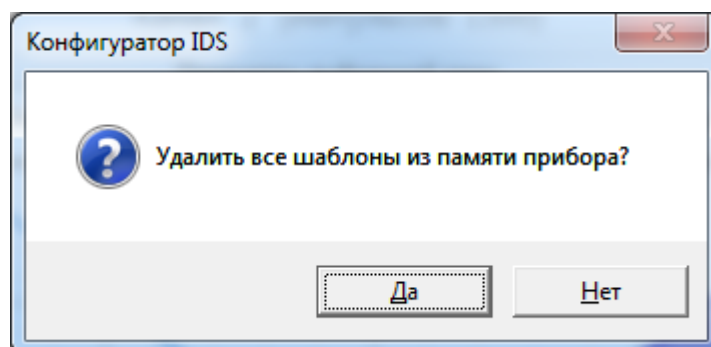 Конфигуратор IDS
Удалить все шаблоны из памяти прибора?
Да
Нет